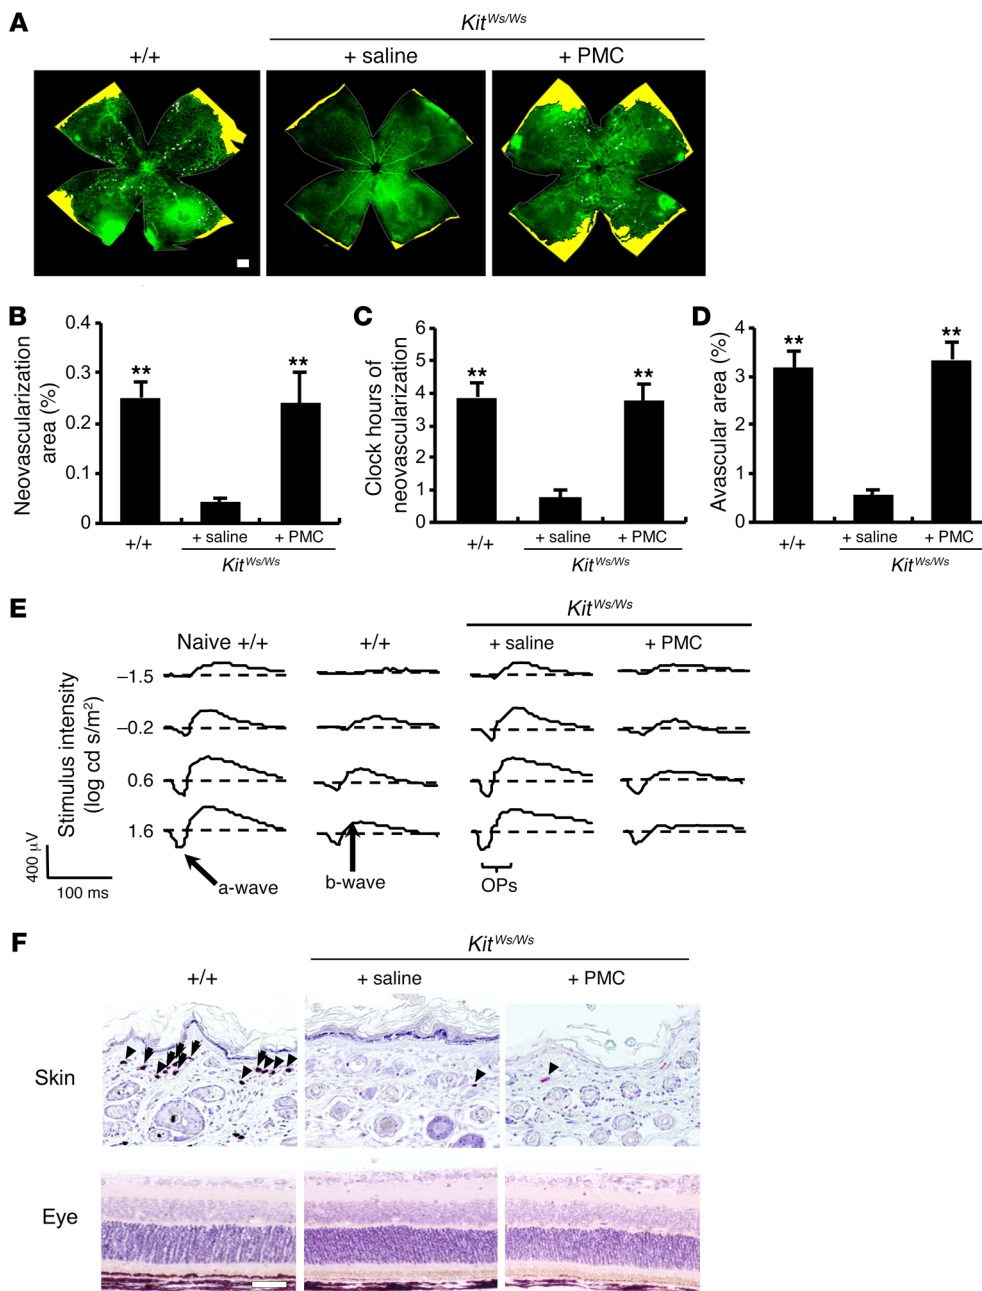 A
Kit^Ws/Ws
+/+
+ saline
+ PMC
B
Neovascularization
area (%)
0.4
0.3
0.2
0.1
0
**
**
+/+
+ saline
+ PMC
Kit^Ws/Ws
C
Clock hours of
neovascularization
6
5
4
3
2
1
0
**
**
+/+
+ saline
+ PMC
Kit^Ws/Ws
D
Avascular area (%)
4
3
2
1
0
**
**
+/+
+ saline
+ PMC
Kit^Ws/Ws
E
Kit^Ws/Ws
Naive +/+
+/+
+ saline
+ PMC
Stimulus intensity
(log cd s/m²)
–1.5
–0.2
0.6
1.6
400 µV
100 ms
a-wave
b-wave
OPs
F
Kit^Ws/Ws
+/+
+ saline
+ PMC
Skin
Eye